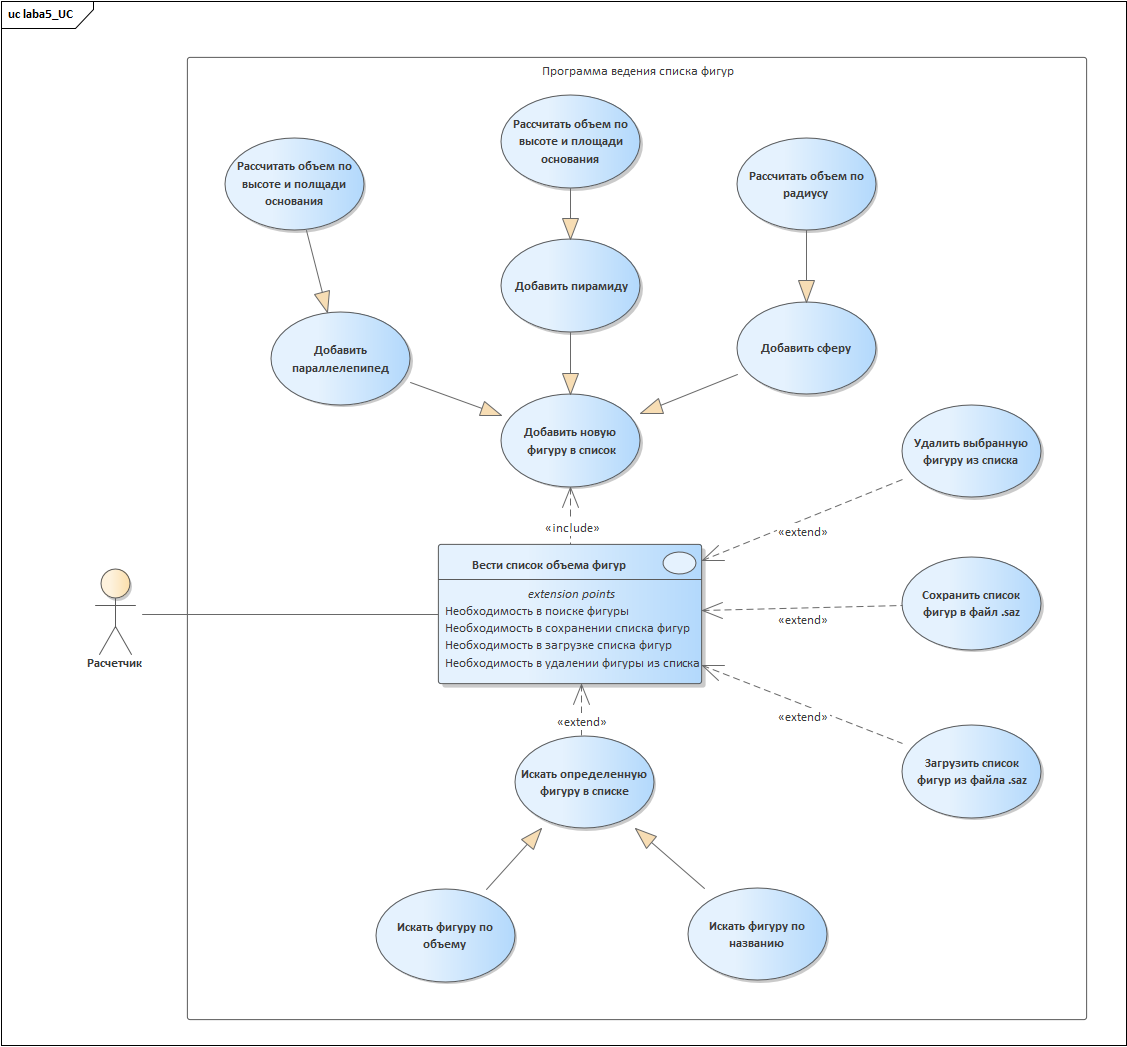 uc laba5_UC
Программа ведения списка фигур
Рассчитать объем по
высоте и полщади
основания
Рассчитать объем по
высоте и площади
основания
Рассчитать объем по
радиусу
Добавить
параллелепипед
Добавить пирамиду
Добавить сферу
Добавить новую
фигуру в список
Удалить выбранную
фигуру из списка
«include»
«extend»
Вести список объема фигур
extension points
Необходимость в поиске фигуры
Необходимость в сохранении списка фигур
Необходимость в загрузке списка фигур
Необходимость в удалении фигуры из списка
Сохранить список
фигур в файл .saz
«extend»
Расчетчик
«extend»
«extend»
Искать определенную
фигуру в списке
Загрузить список
фигур из файла .saz
Искать фигуру по
объему
Искать фигуру по
названию